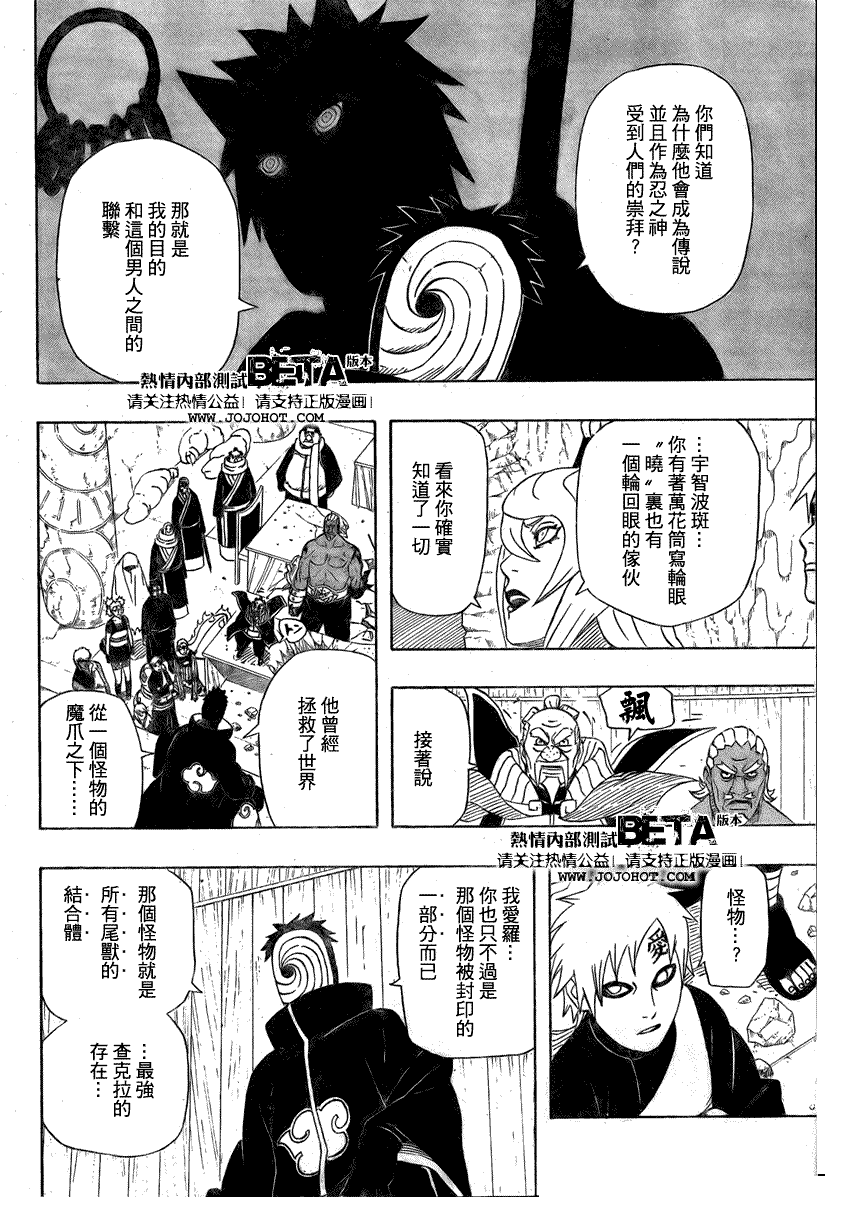 你們知道
為什麼他會成為傳說
並且作為忍之神
受到人們的崇拜？
那就是
我的目的
和這個男人之間的
聯繫
熱情內部測試BETA版本
请关注热情公益！请支持正版漫画！
WWW.JOJOHOT.COM
…宇智波斑…
你有著萬花筒寫輪眼
〝曉〞裏也有
一個輪回眼的傢伙
看來你確實
知道了一切
飄
接著說
他曾經
拯救了世界
從一個怪物的
魔爪之下……
熱情內部測試BETA版本
请关注热情公益！请支持正版漫画！
WWW.JOJOHOT.COM
怪物…？
愛
我愛羅…
你也只不過是
那個怪物被封印的
一部分而已
那個怪物就是
所有尾獸的
結合體
…最強
查克拉的
存在…